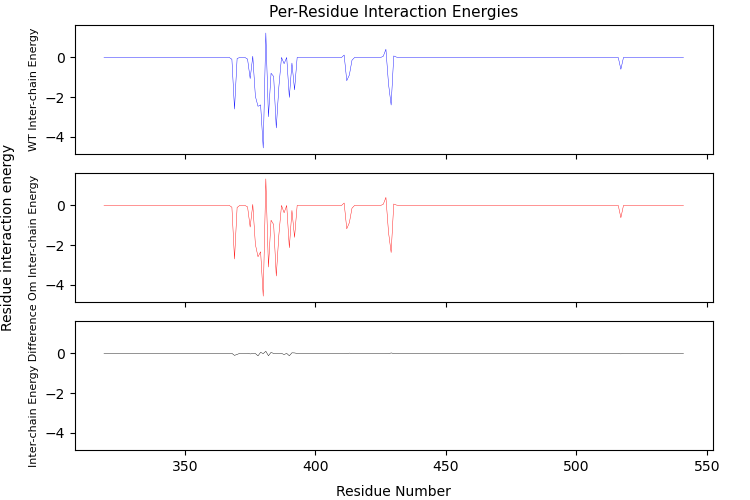 Per-Residue Interaction Energies
Residue interaction energy
WT Inter-chain Energy
0
−2
−4
Om Inter-chain Energy
0
−2
−4
Inter-chain Energy Difference
0
−2
−4
350
400
450
500
550
Residue Number